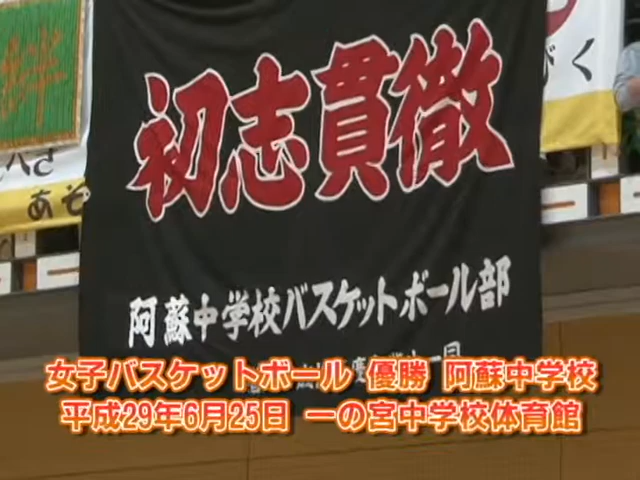 絆
初志貫徹
阿蘇中学校バスケットボール部
女子バスケットボール 優勝 阿蘇中学校
平成29年6月25日 一の宮中学校体育館